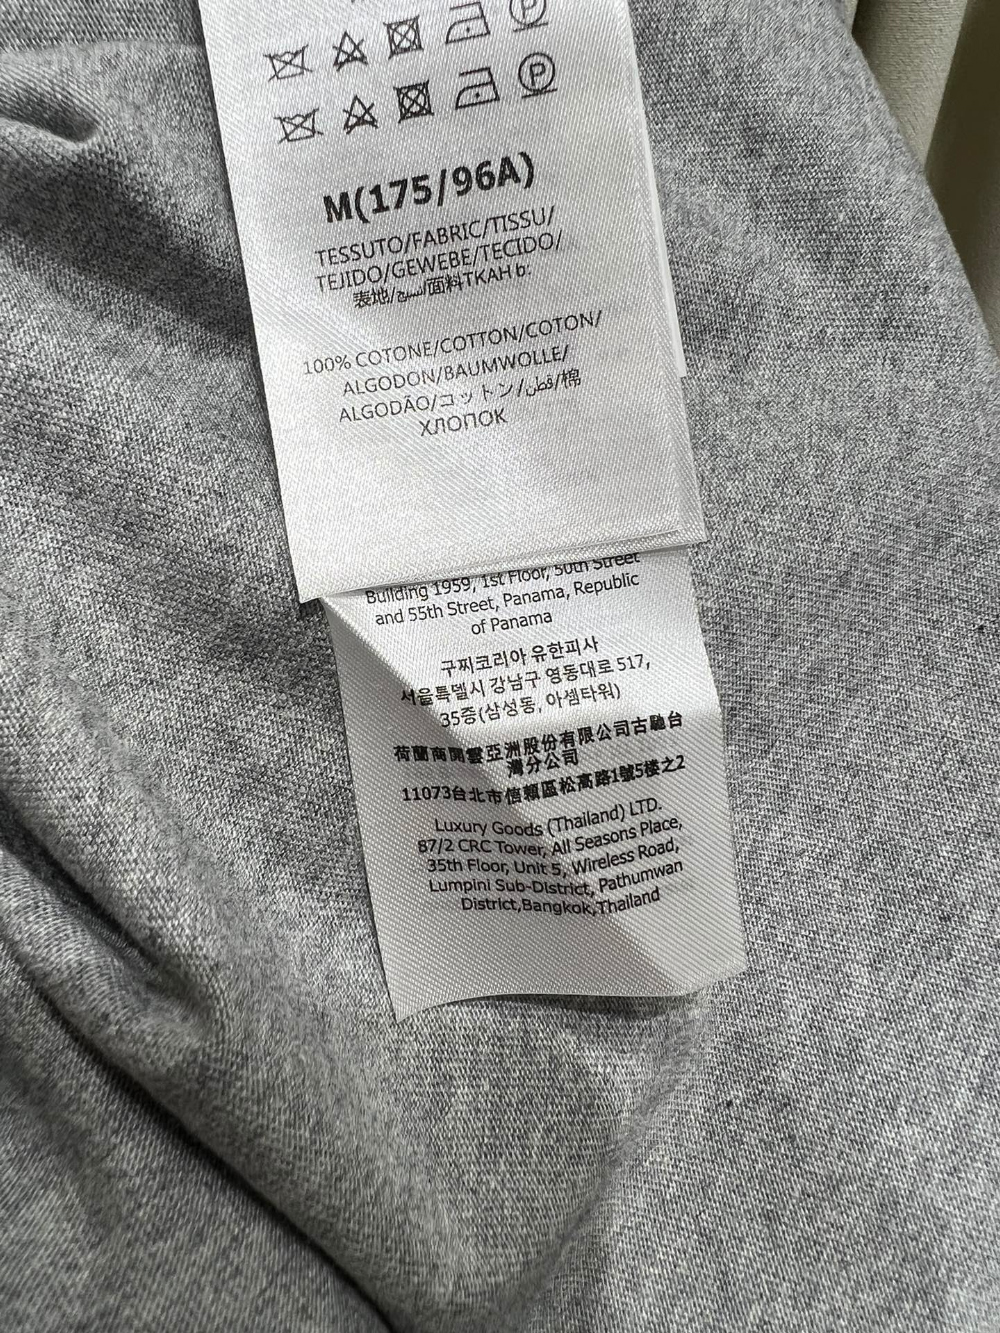 M(175/96A)
TESSUTO/FABRIC/TISSU/
TEJIDO/GEWEBE/TECIDO/
表地/نسيج/面料TKAH b:
100% COTONE/COTTON/COTON/
ALGODON/BAUMWOLLE/
ALGODÃO/コットン/قطن/棉
ХЛОПОК
Building 1959, 1st Floor, 50th Street
and 55th Street, Panama, Republic
of Panama
구찌코리아 유한피사
서읕특델시 강남구 영동대로 517,
35증(삼성동, 아셈타워)
荷蘭商開雲亞洲股份有限公司古馳台
灣分公司
11073台北市信賴區松高路1號5楼之2
Luxury Goods (Thailand) LTD.
87/2 CRC Tower, All Seasons Place,
35th Floor, Unit 5, Wireless Road,
Lumpini Sub-District, Pathumwan
District,Bangkok,Thailand